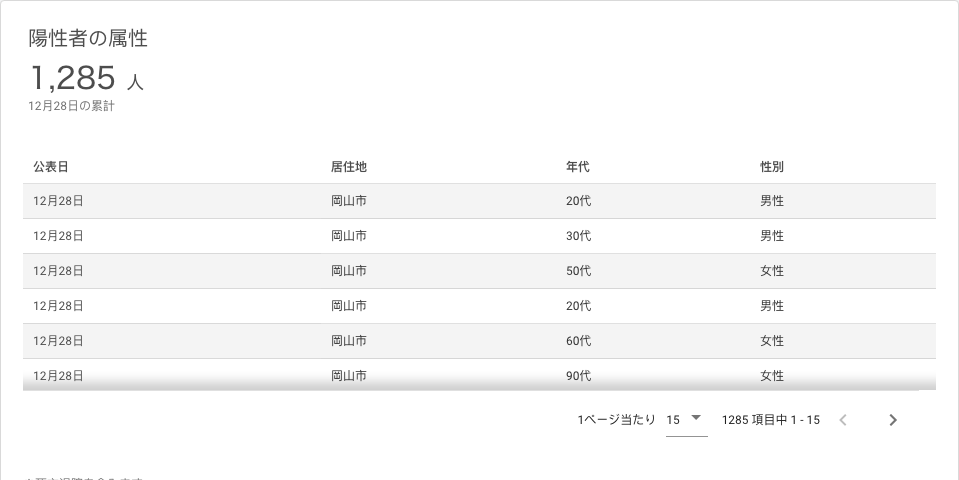 陽性者の属性
1,285 人
12月28日の累計
公表日 居住地 年代 性別
12月28日 岡山市 20代 男性
12月28日 岡山市 30代 男性
12月28日 岡山市 50代 女性
12月28日 岡山市 20代 男性
12月28日 岡山市 60代 女性
12月28日 岡山市 90代 女性
1ページ当たり 15 1285 項目中 1 - 15